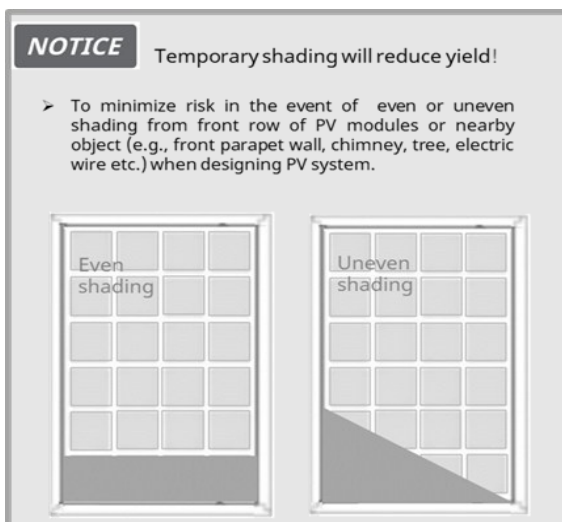 NOTICE Temporary shading will reduce yield!
➢ To minimize risk in the event of even or uneven
shading from front row of PV modules or nearby
object (e.g., front parapet wall, chimney, tree, electric
wire etc.) when designing PV system.
Even
shading
Uneven
shading